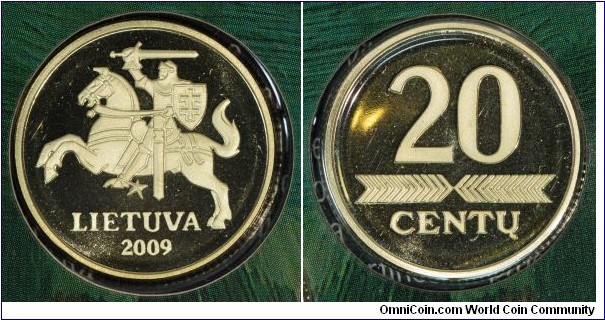 LIETUVA
2009
20
CENTŲ
OmniCoin.com World Coin Community